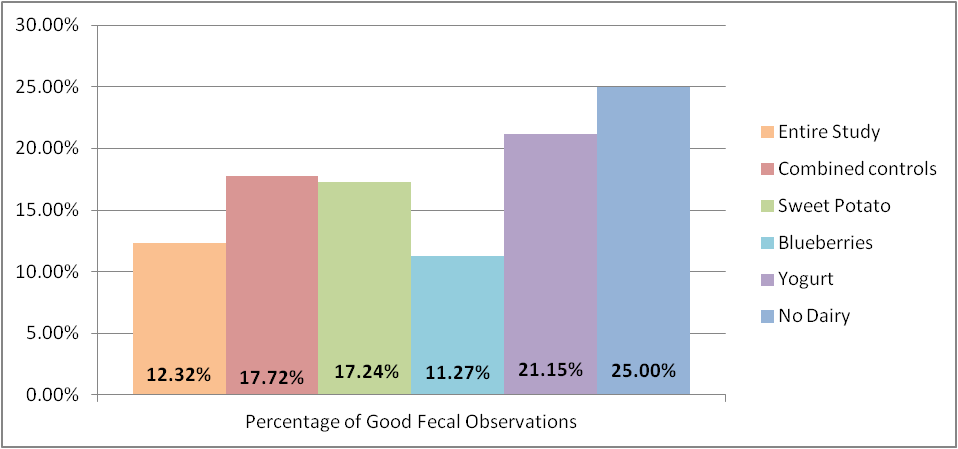 30.00%
25.00%
20.00%
15.00%
10.00%
5.00%
0.00%
12.32%
17.72%
17.24%
11.27%
21.15%
25.00%
Percentage of Good Fecal Observations
Entire Study
Combined controls
Sweet Potato
Blueberries
Yogurt
No Dairy